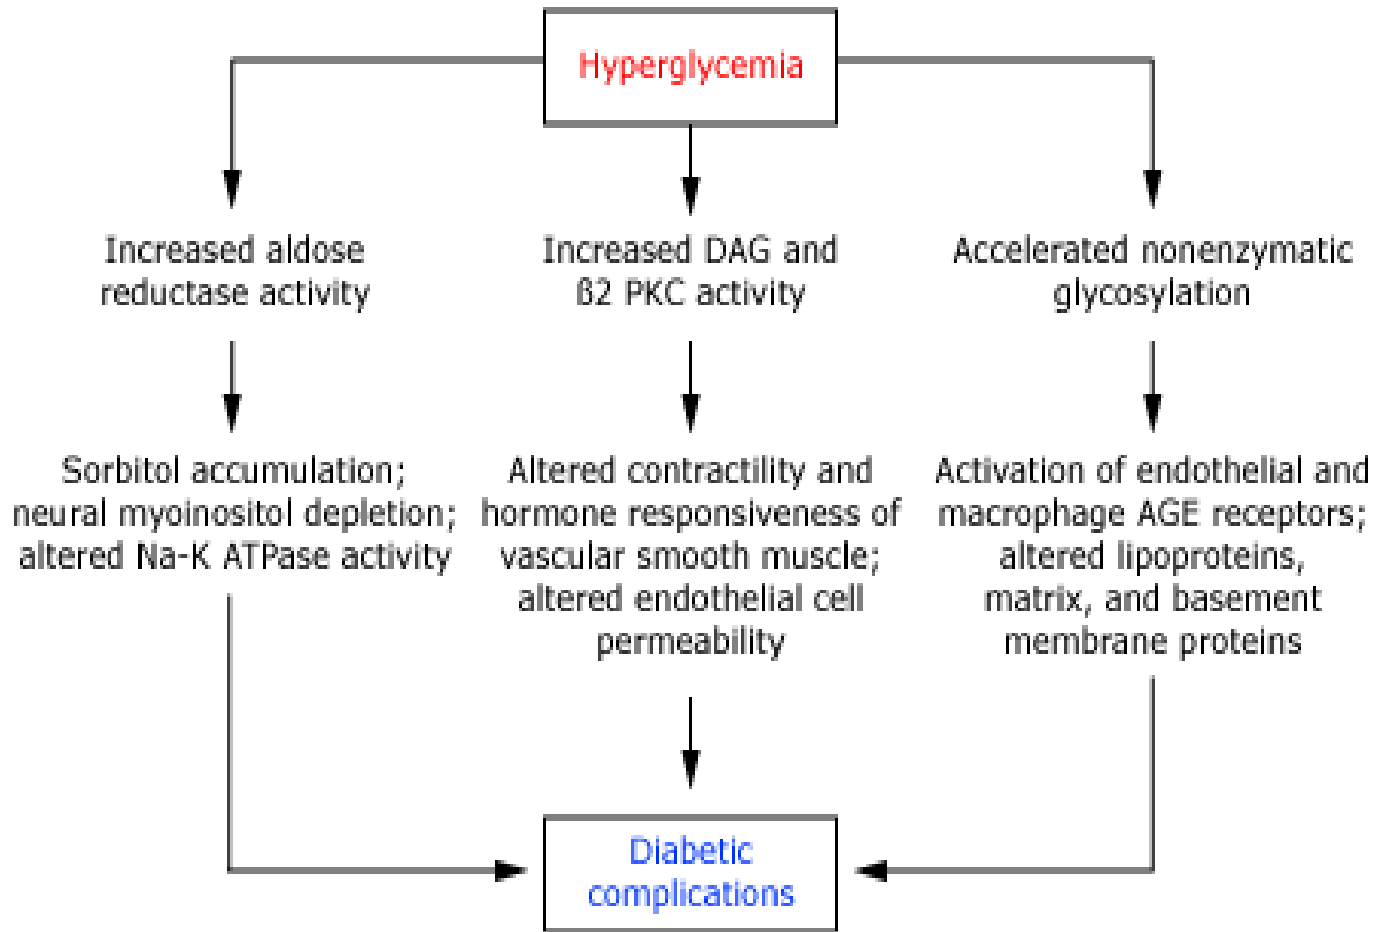 Hyperglycemia
Increased aldose
reductase activity
Increased DAG and
ß2 PKC activity
Accelerated nonenzymatic
glycosylation
Sorbitol accumulation;
neural myoinositol depletion;
altered Na-K ATPase activity
Altered contractility and
hormone responsiveness of
vascular smooth muscle;
altered endothelial cell
permeability
Activation of endothelial and
macrophage AGE receptors;
altered lipoproteins,
matrix, and basement
membrane proteins
Diabetic
complications